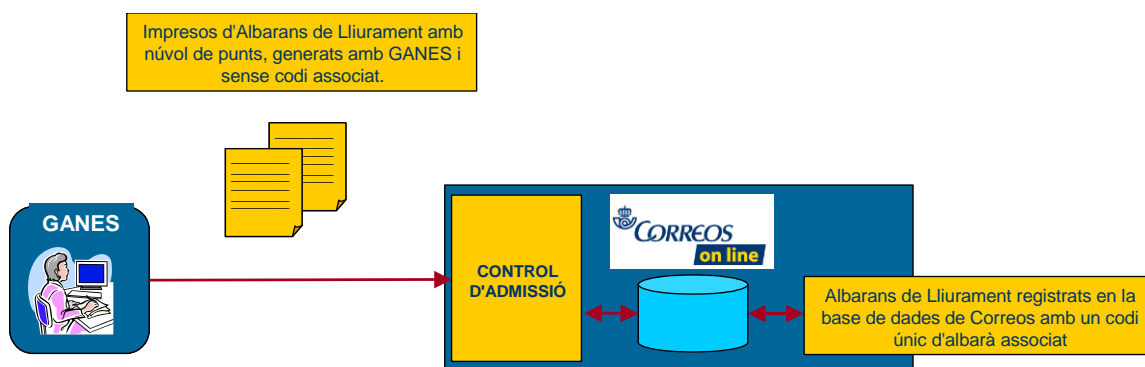 Impresos d'Albarans de Lliurament amb
núvol de punts, generats amb GANES i
sense codi associat.
GANES
CORREOS
on line
CONTROL
D'ADMISSIÓ
Albarans de Lliurament registrats en la
base de dades de Correos amb un codi
únic d'albarà associat